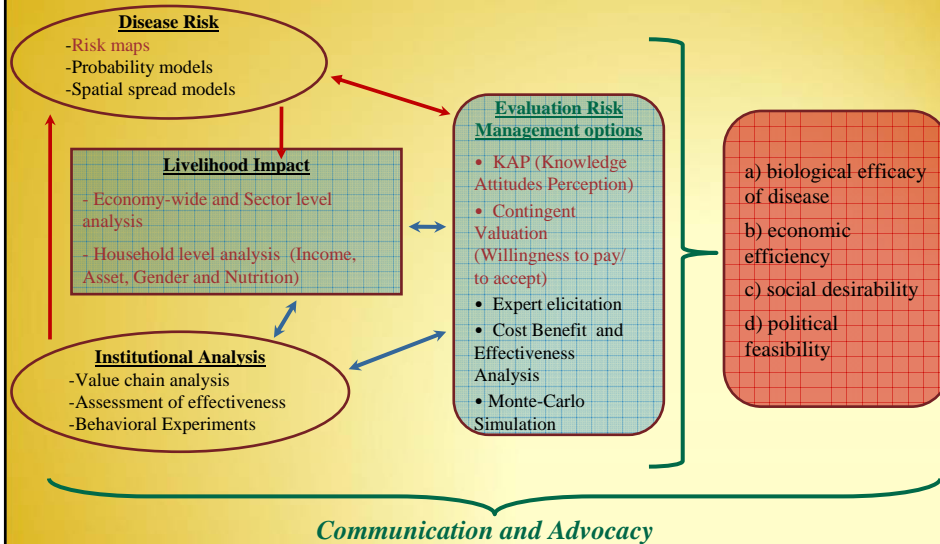 Disease Risk
-Risk maps
-Probability models
-Spatial spread models
Livelihood Impact
- Economy-wide and Sector level
analysis
- Household level analysis (Income,
Asset, Gender and Nutrition)
Institutional Analysis
-Value chain analysis
-Assessment of effectiveness
-Behavioral Experiments
Evaluation Risk
Management options
• KAP (Knowledge
Attitudes Perception)
• Contingent
Valuation
(Willingness to pay/
to accept)
• Expert elicitation
• Cost Benefit and
Effectiveness
Analysis
• Monte-Carlo
Simulation
a) biological efficacy
of disease
b) economic
efficiency
c) social desirability
d) political
feasibility
Communication and Advocacy